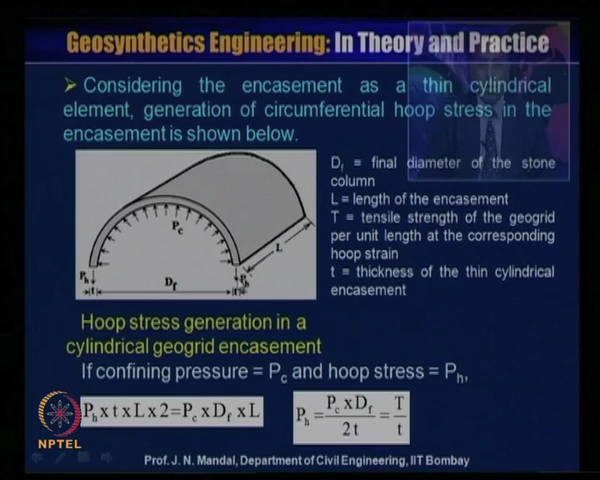 Geosynthetics Engineering: In Theory and Practice
➢ Considering the encasement as a thin cylindrical
element, generation of circumferential hoop stress in the
encasement is shown below.
P_c
L
P_h
P_h
t
D_f
t
D_f = final diameter of the stone
column
L = length of the encasement
T = tensile strength of the geogrid
per unit length at the corresponding
hoop strain
t = thickness of the thin cylindrical
encasement
Hoop stress generation in a
cylindrical geogrid encasement
If confining pressure = P_c and hoop stress = P_h,
P_h x t x L x 2 = P_c x D_f x L
P_h = P_c x D_f / 2 t = T / t
NPTEL
Prof. J. N. Mandal, Department of Civil Engineering, IIT Bombay